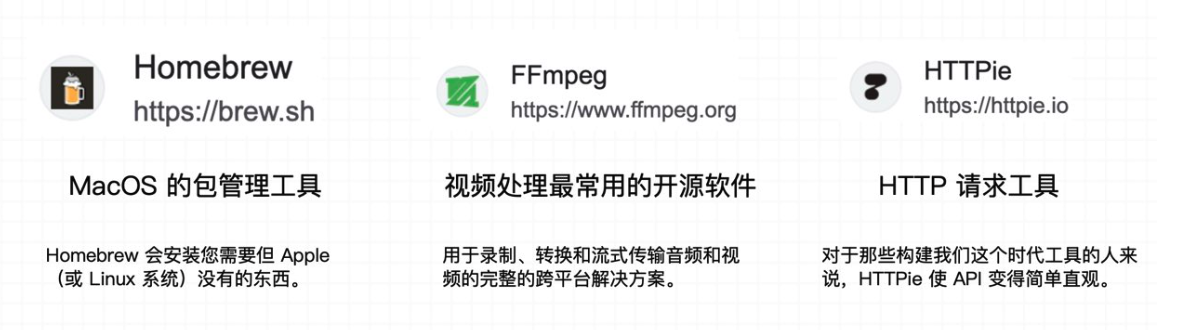 Homebrew
https://brew.sh
MacOS 的包管理工具
Homebrew 会安装您需要但 Apple
（或 Linux 系统）没有的东西。
FFmpeg
https://www.ffmpeg.org
视频处理最常用的开源软件
用于录制、转换和流式传输音频和视
频的完整的跨平台解决方案。
HTTPie
https://httpie.io
HTTP 请求工具
对于那些构建我们这个时代工具的人来
说，HTTPie 使 API 变得简单直观。